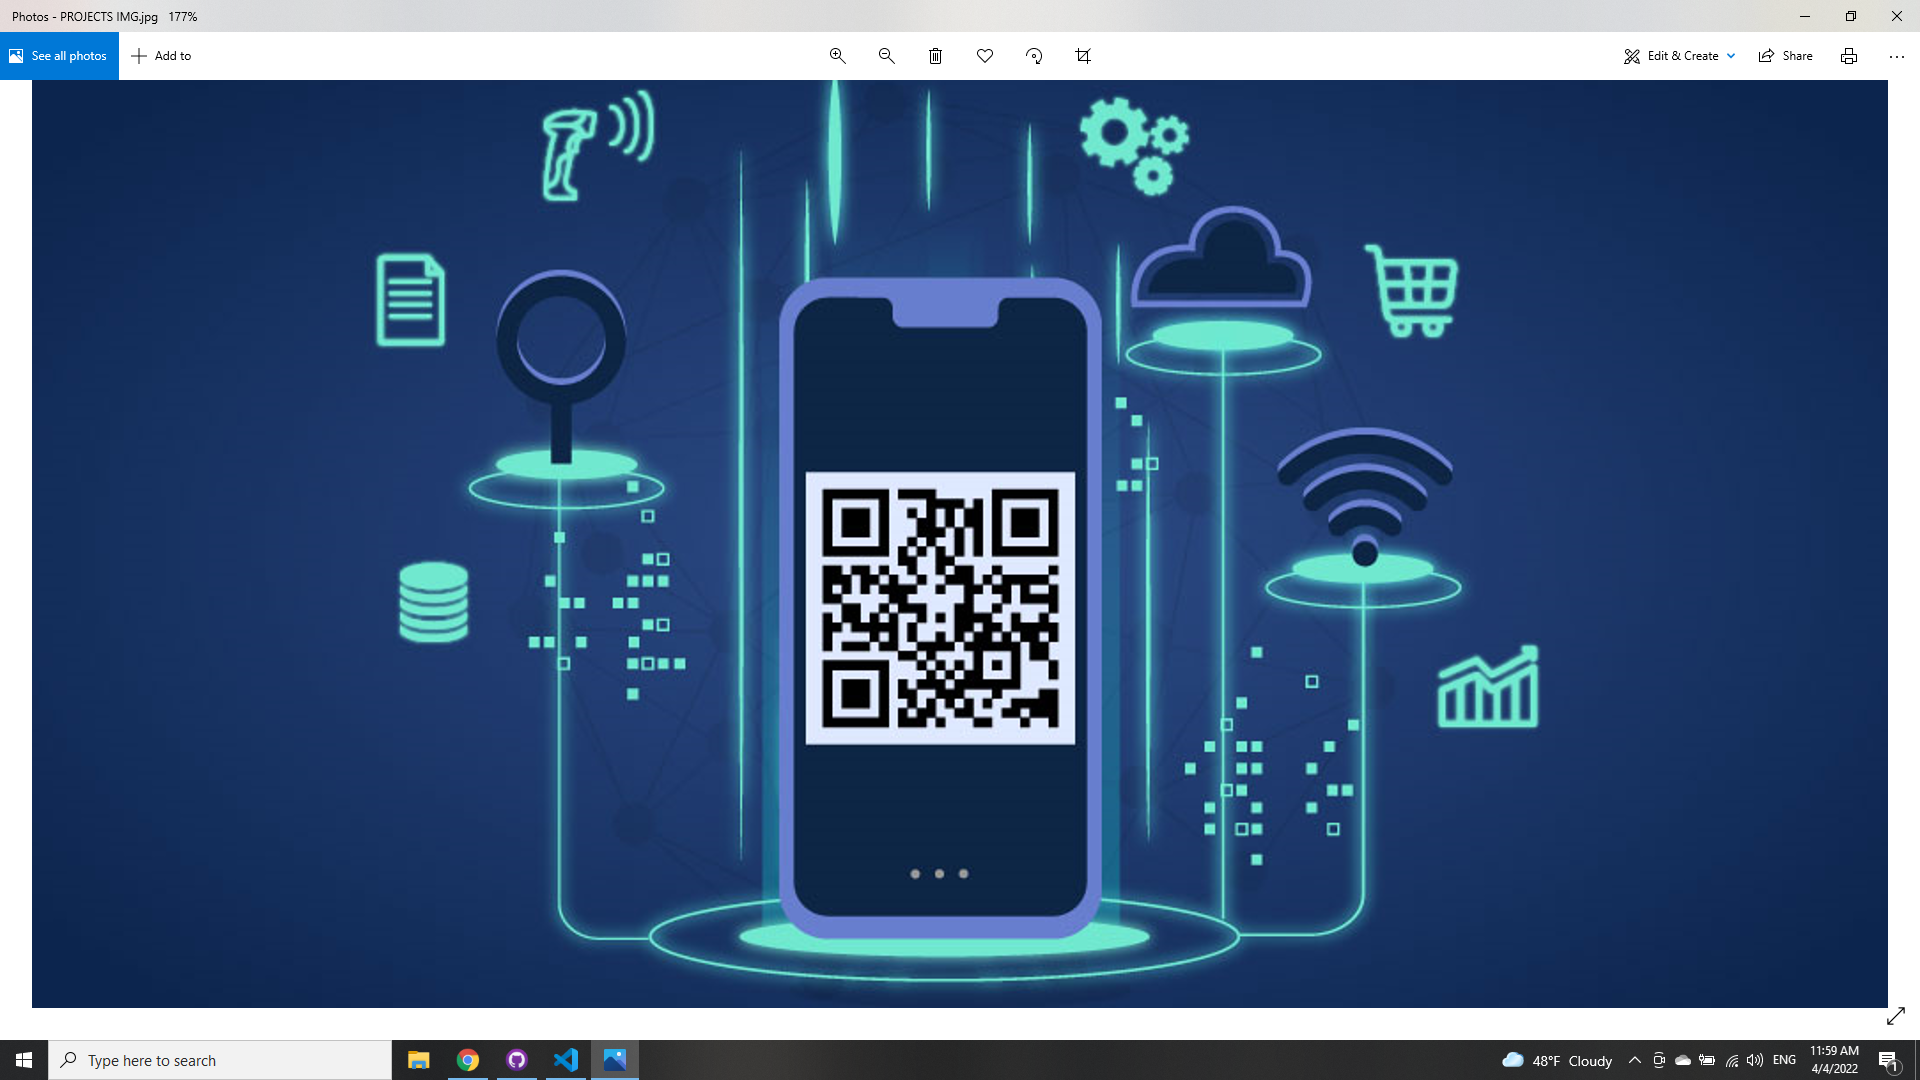 Photos - PROJECTS IMG.jpg   177%
See all photos
Add to
Edit & Create
Share
Type here to search
48°F Cloudy
ENG
11:59 AM
4/4/2022
1